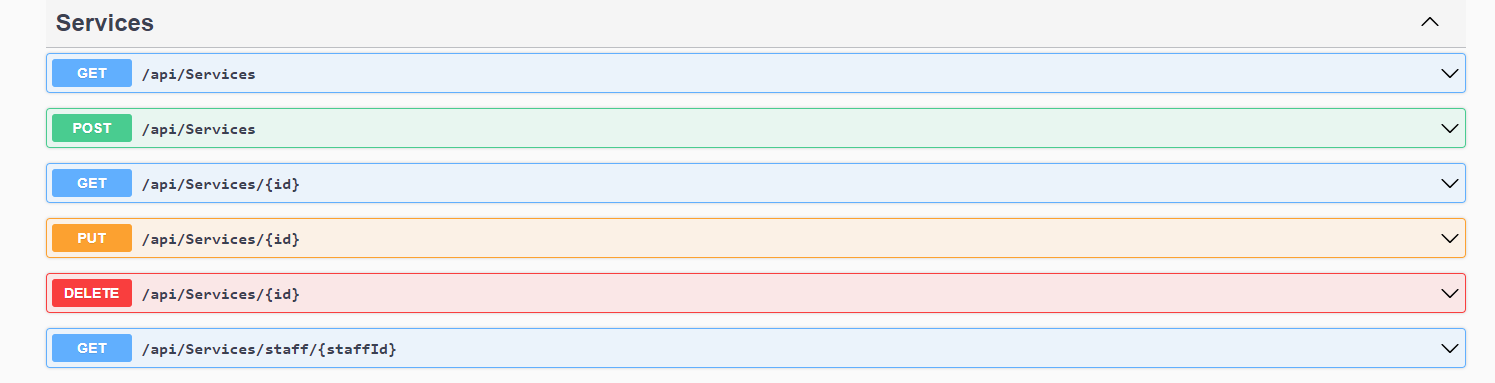 Services
GET /api/Services
POST /api/Services
GET /api/Services/{id}
PUT /api/Services/{id}
DELETE /api/Services/{id}
GET /api/Services/staff/{staffId}